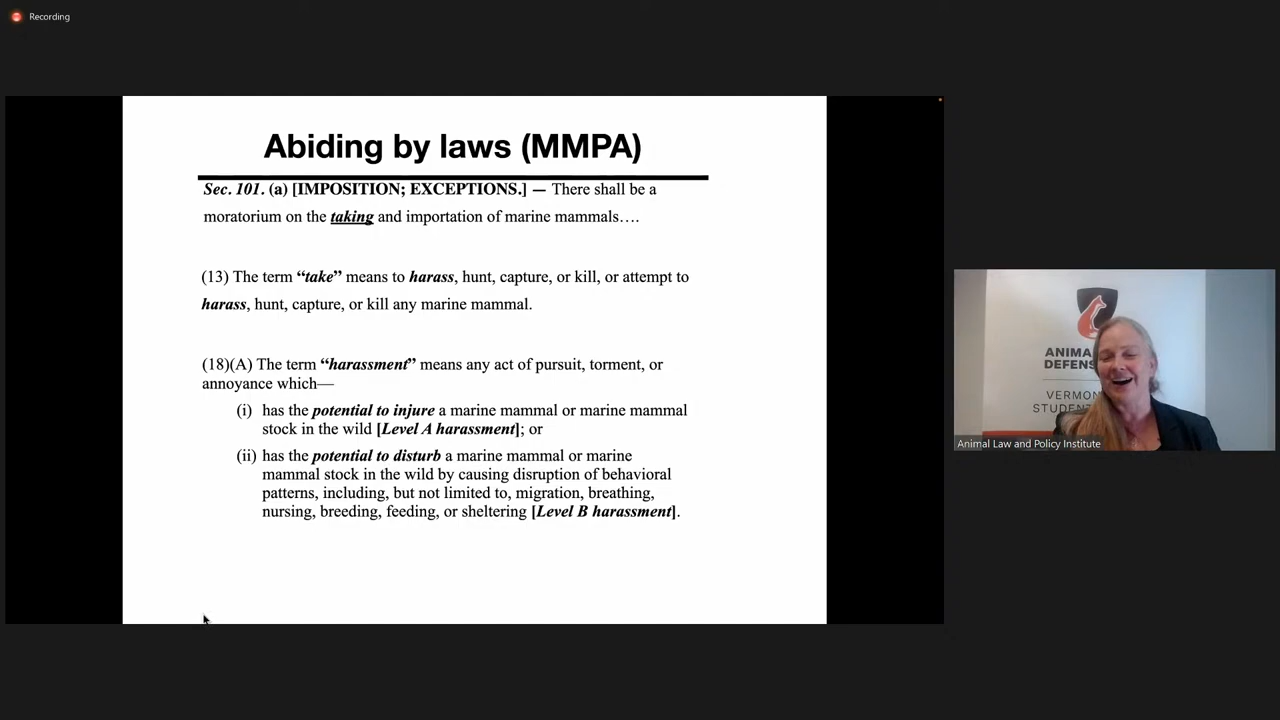 Recording
Abiding by laws (MMPA)
Sec. 101. (a) [IMPOSITION; EXCEPTIONS.] — There shall be a
moratorium on the taking and importation of marine mammals….
(13) The term “take” means to harass, hunt, capture, or kill, or attempt to
harass, hunt, capture, or kill any marine mammal.
(18)(A) The term “harassment” means any act of pursuit, torment, or
annoyance which—
(i) has the potential to injure a marine mammal or marine mammal
stock in the wild [Level A harassment]; or
(ii) has the potential to disturb a marine mammal or marine
mammal stock in the wild by causing disruption of behavioral
patterns, including, but not limited to, migration, breathing,
nursing, breeding, feeding, or sheltering [Level B harassment].
ANIMA
DEFENS
VERMO
STUDEN
Animal Law and Policy Institute